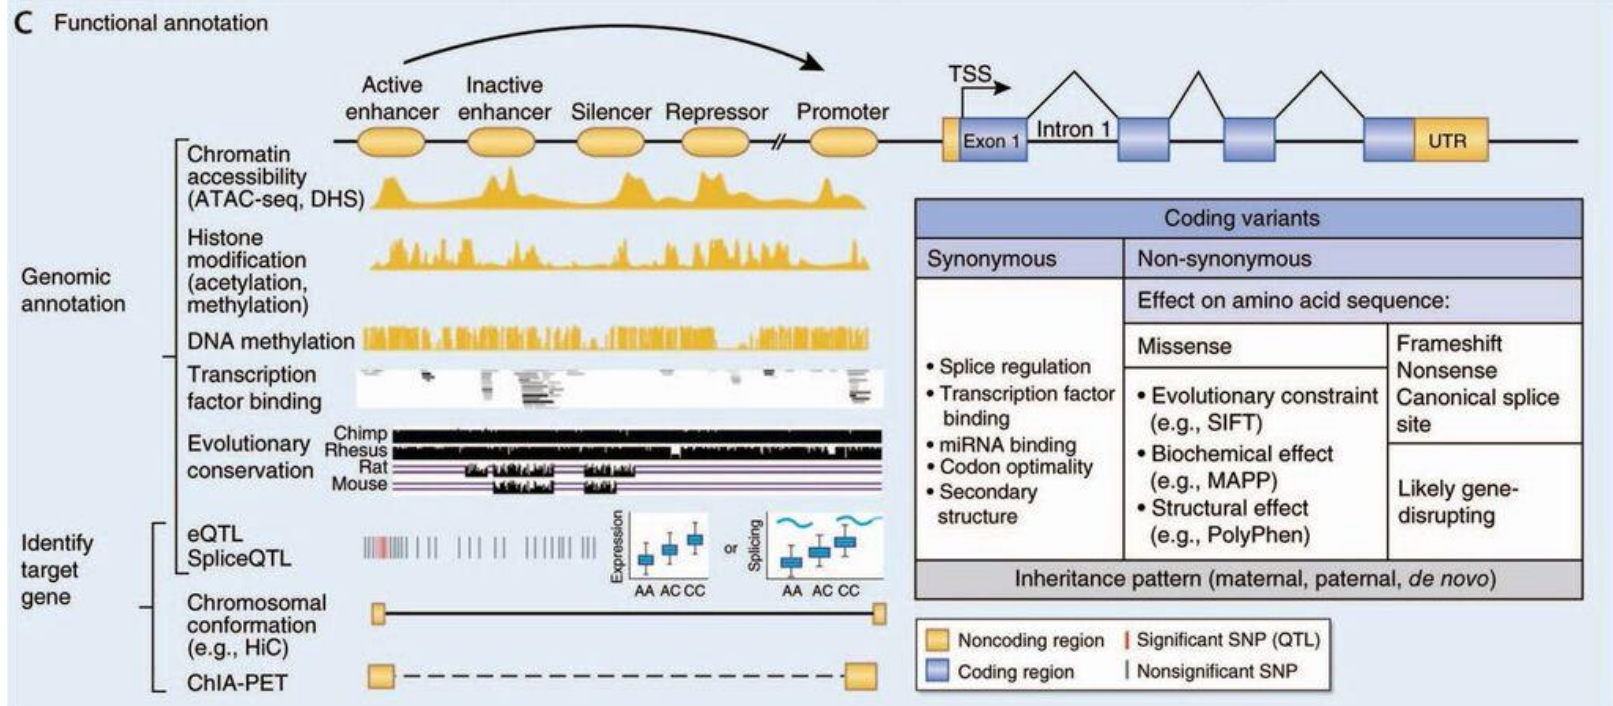 C Functional annotation
Active
enhancer
Inactive
enhancer
Silencer
Repressor
Promoter
TSS
Exon 1
Intron 1
UTR
Genomic
annotation
Chromatin
accessibility
(ATAC-seq, DHS)
Histone
modification
(acetylation,
methylation)
DNA methylation
Transcription
factor binding
Evolutionary
conservation
Chimp
Rhesus
Rat
Mouse
Identify
target
gene
eQTL
SpliceQTL
Expression
AA AC CC
or
Splicing
AA AC CC
Chromosomal
conformation
(e.g., HiC)
ChIA-PET
Coding variants
Synonymous
Non-synonymous
• Splice regulation
• Transcription factor
binding
• miRNA binding
• Codon optimality
• Secondary
structure
Effect on amino acid sequence:
Missense
• Evolutionary constraint
(e.g., SIFT)
• Biochemical effect
(e.g., MAPP)
• Structural effect
(e.g., PolyPhen)
Frameshift
Nonsense
Canonical splice
site
Likely gene-
disrupting
Inheritance pattern (maternal, paternal, de novo)
Noncoding region
Coding region
Significant SNP (QTL)
Nonsignificant SNP